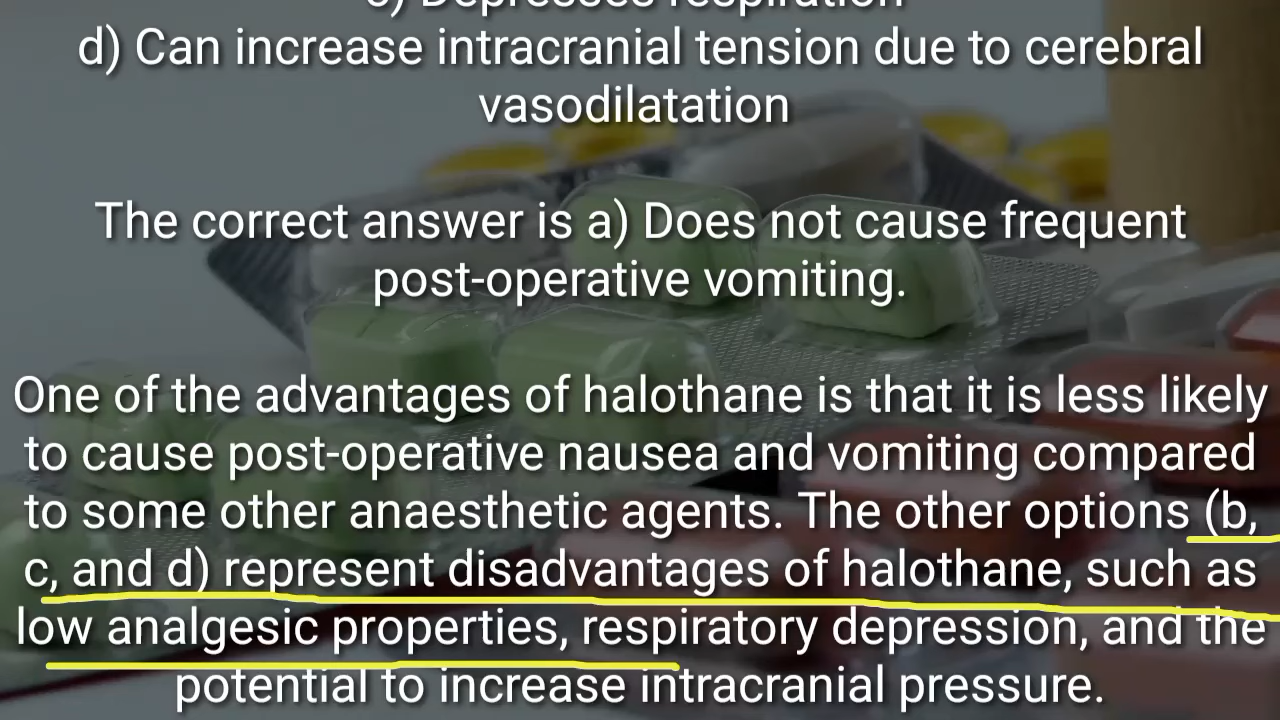 c) Depresses respiration
d) Can increase intracranial tension due to cerebral
vasodilatation
The correct answer is a) Does not cause frequent
post-operative vomiting.
One of the advantages of halothane is that it is less likely
to cause post-operative nausea and vomiting compared
to some other anaesthetic agents. The other options (b,
c, and d) represent disadvantages of halothane, such as
low analgesic properties, respiratory depression, and the
potential to increase intracranial pressure.